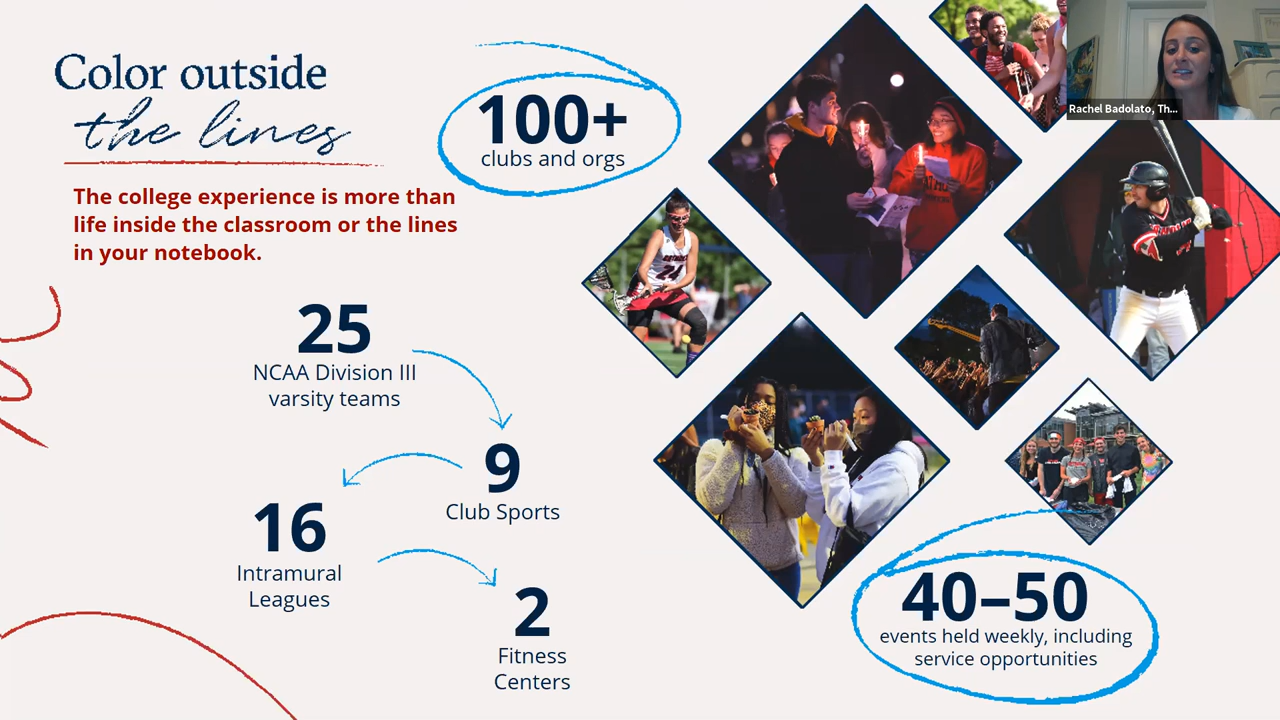 Color outside
the lines
The college experience is more than
life inside the classroom or the lines
in your notebook.
100+
clubs and orgs
25
NCAA Division III
varsity teams
9
Club Sports
16
Intramural
Leagues
2
Fitness
Centers
40–50
events held weekly, including
service opportunities
Rachel Badolato, Th...
24